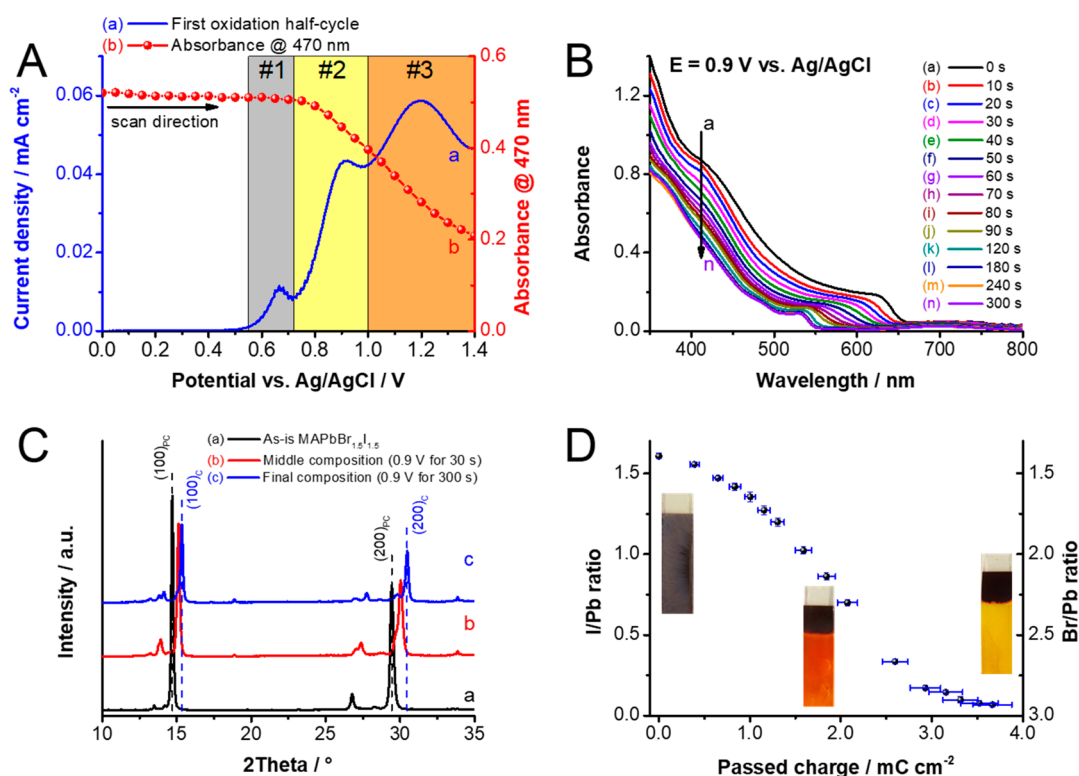 A
(a) First oxidation half-cycle
(b) Absorbance @ 470 nm
#1 #2 #3
scan direction
a
b
0.06
0.04
0.02
0.00
0.6
0.4
0.2
0.0
0.0 0.2 0.4 0.6 0.8 1.0 1.2 1.4
Current density / mA cm-2
Absorbance @ 470 nm
Potential vs. Ag/AgCl / V
B
E = 0.9 V vs. Ag/AgCl
a
n
(a) 0 s
(b) 10 s
(c) 20 s
(d) 30 s
(e) 40 s
(f) 50 s
(g) 60 s
(h) 70 s
(i) 80 s
(j) 90 s
(k) 120 s
(l) 180 s
(m) 240 s
(n) 300 s
1.2
0.8
0.4
0.0
400 500 600 700 800
Absorbance
Wavelength / nm
C
(a) As-is MAPbBr1.5I1.5
(b) Middle composition (0.9 V for 30 s)
(c) Final composition (0.9 V for 300 s)
(100)PC
(100)C
(200)PC
(200)C
c
b
a
10 15 20 25 30 35
Intensity / a.u.
2Theta / °
D
1.5
1.0
0.5
0.0
1.5
2.0
2.5
3.0
0.0 1.0 2.0 3.0 4.0
I/Pb ratio
Br/Pb ratio
Passed charge / mC cm-2